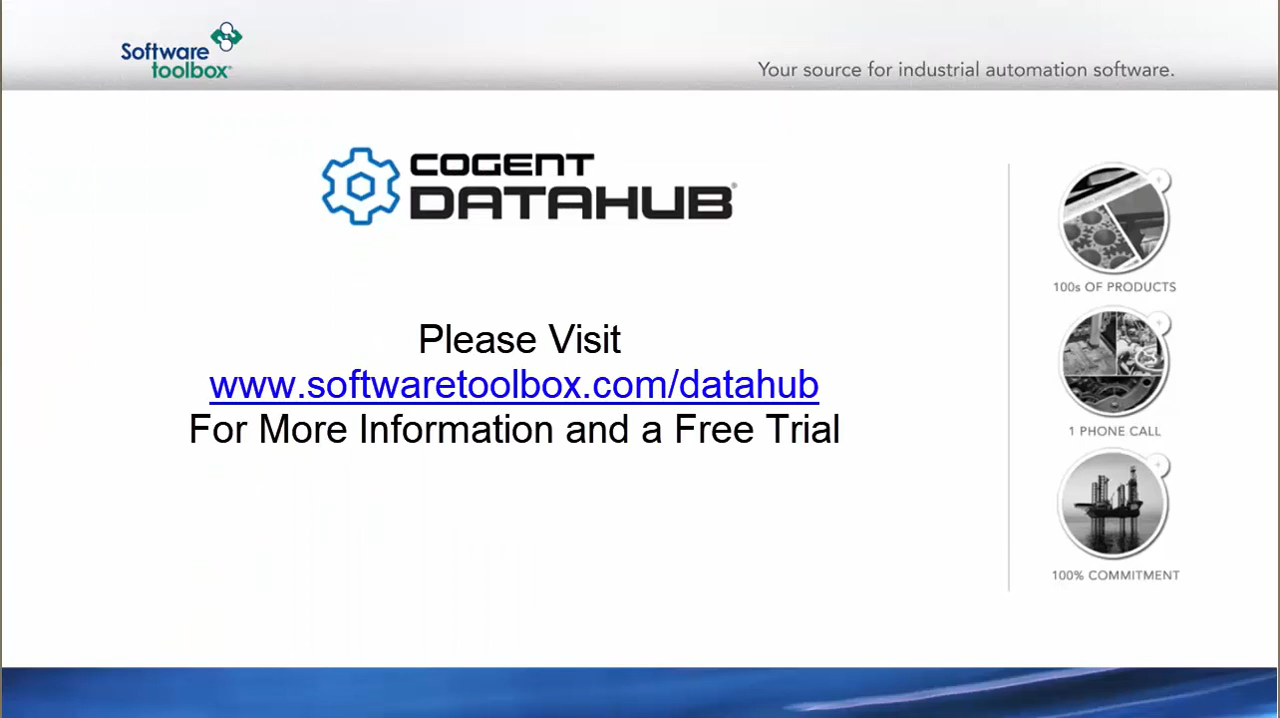 Software
toolbox
Your source for industrial automation software.
COGENT
DATAHUB®
Please Visit
www.softwaretoolbox.com/datahub
For More Information and a Free Trial
100s OF PRODUCTS
1 PHONE CALL
100% COMMITMENT